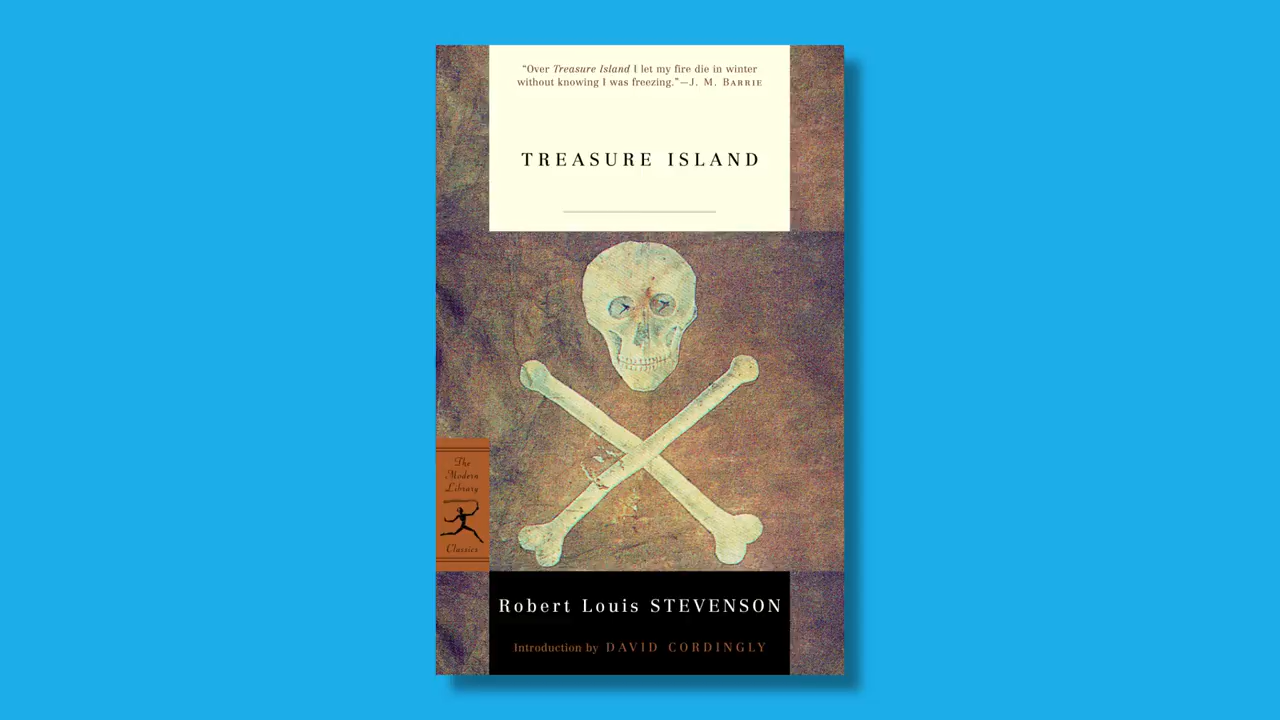 “Over Treasure Island I let my fire die in winter
without knowing I was freezing.”—J. M. BARRIE
TREASURE ISLAND
The
Modern
Library
Classics
Robert Louis STEVENSON
Introduction by DAVID CORDINGLY